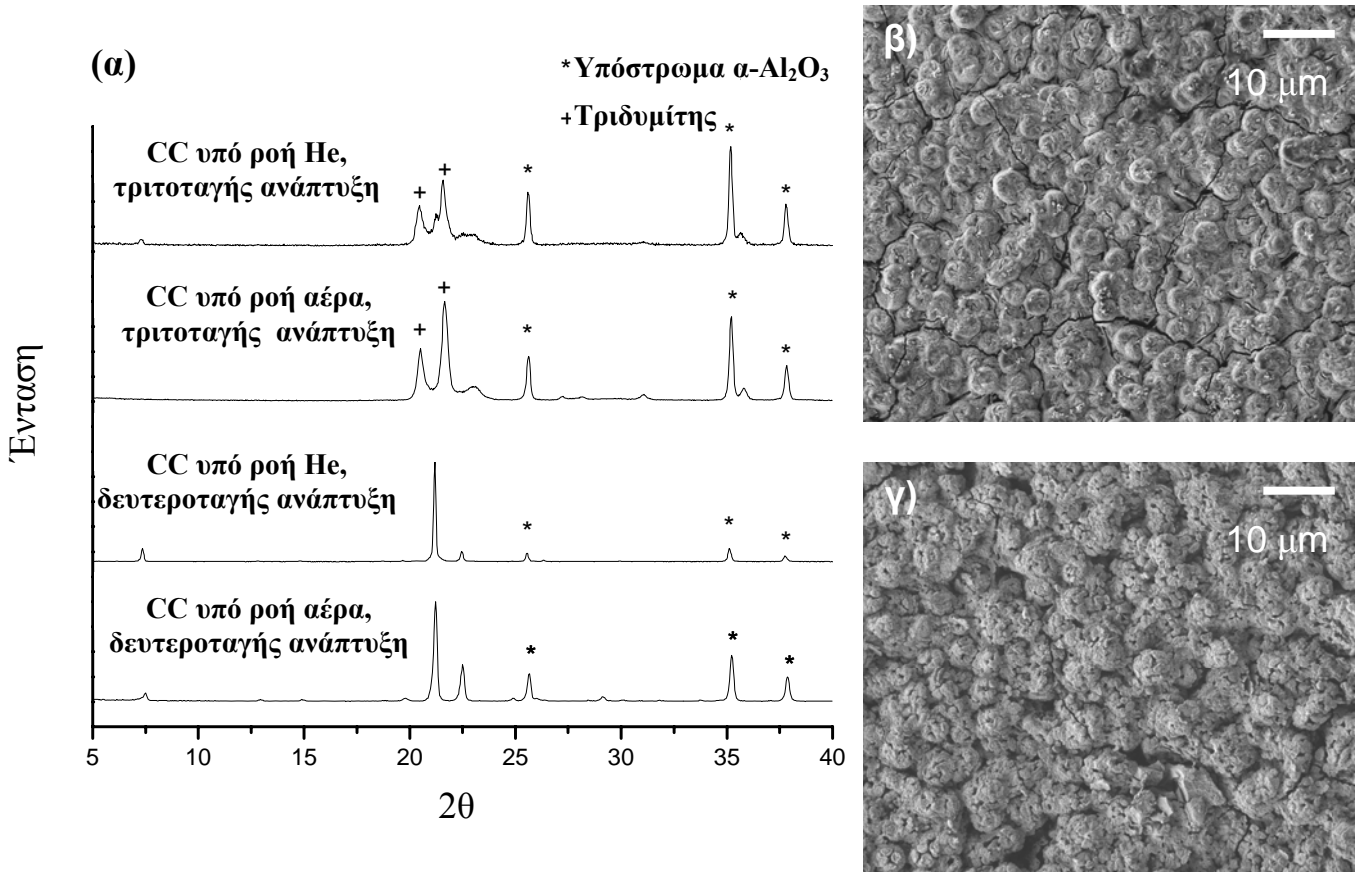 (α)
*Υπόστρωμα α-Al₂O₃
+Τριδυμίτης
CC υπό ροή He,
τριτοταγής ανάπτυξη
+ + * * *
CC υπό ροή αέρα,
τριτοταγής ανάπτυξη
+ + * * *
CC υπό ροή He,
δευτεροταγής ανάπτυξη
* * *
CC υπό ροή αέρα,
δευτεροταγής ανάπτυξη
* * *
Ένταση
5 10 15 20 25 30 35 40
2θ
β)
10 μm
γ)
10 μm